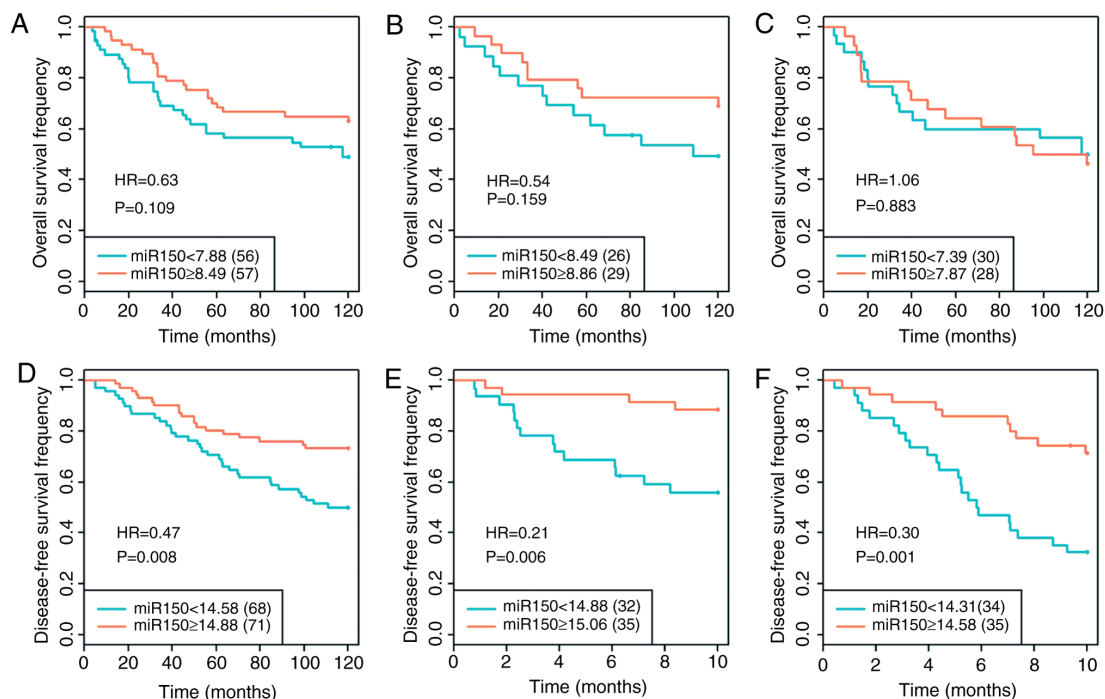 A
Overall survival frequency
1.0
0.8
0.6
0.4
0.2
0.0
HR=0.63
P=0.109
miR150<7.88 (56)
miR150≥8.49 (57)
0 20 40 60 80 100 120
Time (months)
B
Overall survival frequency
1.0
0.8
0.6
0.4
0.2
0.0
HR=0.54
P=0.159
miR150<8.49 (26)
miR150≥8.86 (29)
0 20 40 60 80 100 120
Time (months)
C
Overall survival frequency
1.0
0.8
0.6
0.4
0.2
0.0
HR=1.06
P=0.883
miR150<7.39 (30)
miR150≥7.87 (28)
0 20 40 60 80 100 120
Time (months)
D
Disease-free survival frequency
1.0
0.8
0.6
0.4
0.2
0.0
HR=0.47
P=0.008
miR150<14.58 (68)
miR150≥14.88 (71)
0 20 40 60 80 100 120
Time (months)
E
Disease-free survival frequency
1.0
0.8
0.6
0.4
0.2
0.0
HR=0.21
P=0.006
miR150<14.88 (32)
miR150≥15.06 (35)
0 2 4 6 8 10
Time (months)
F
Disease-free survival frequency
1.0
0.8
0.6
0.4
0.2
0.0
HR=0.30
P=0.001
miR150<14.31(34)
miR150≥14.58 (35)
0 2 4 6 8 10
Time (months)